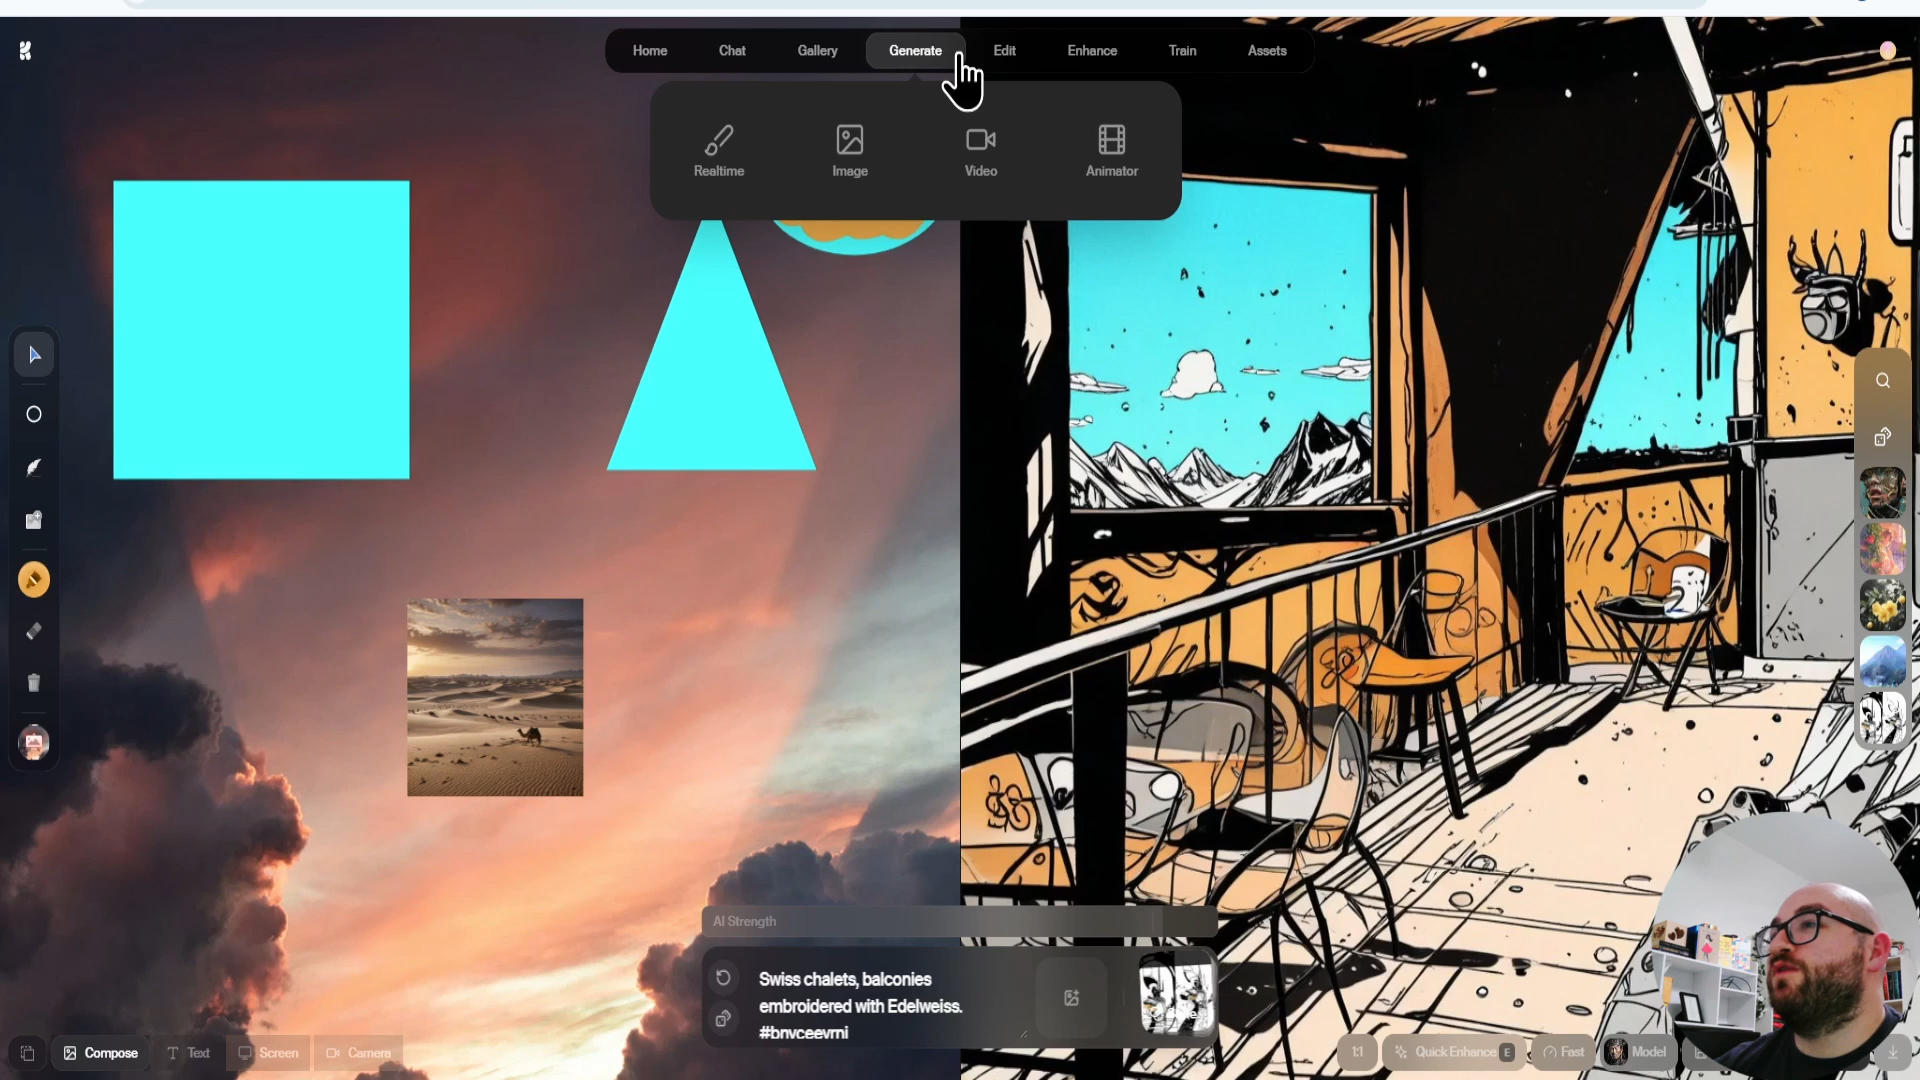 Home Chat Gallery Generate Edit Enhance Train Assets
Realtime Image Video Animator
AI Strength
Swiss chalets, balconies
embroidered with Edelweiss.
#bnvceevrni
Compose Text Screen Camera
1:1 Quick Enhance E Fast Model